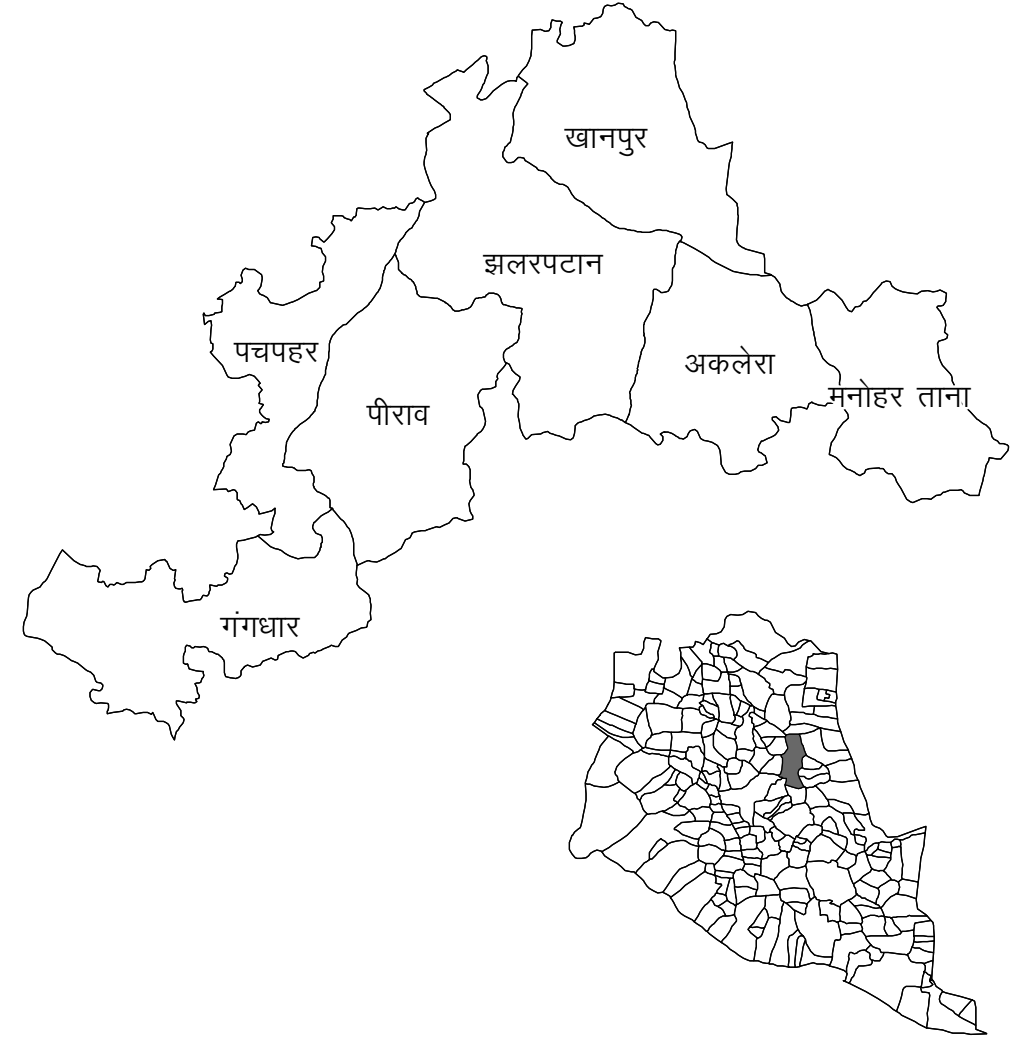 खानपुर
झलरपटान
पचपहर
अकलेरा
मनोहर ताना
पीराव
गंगधार